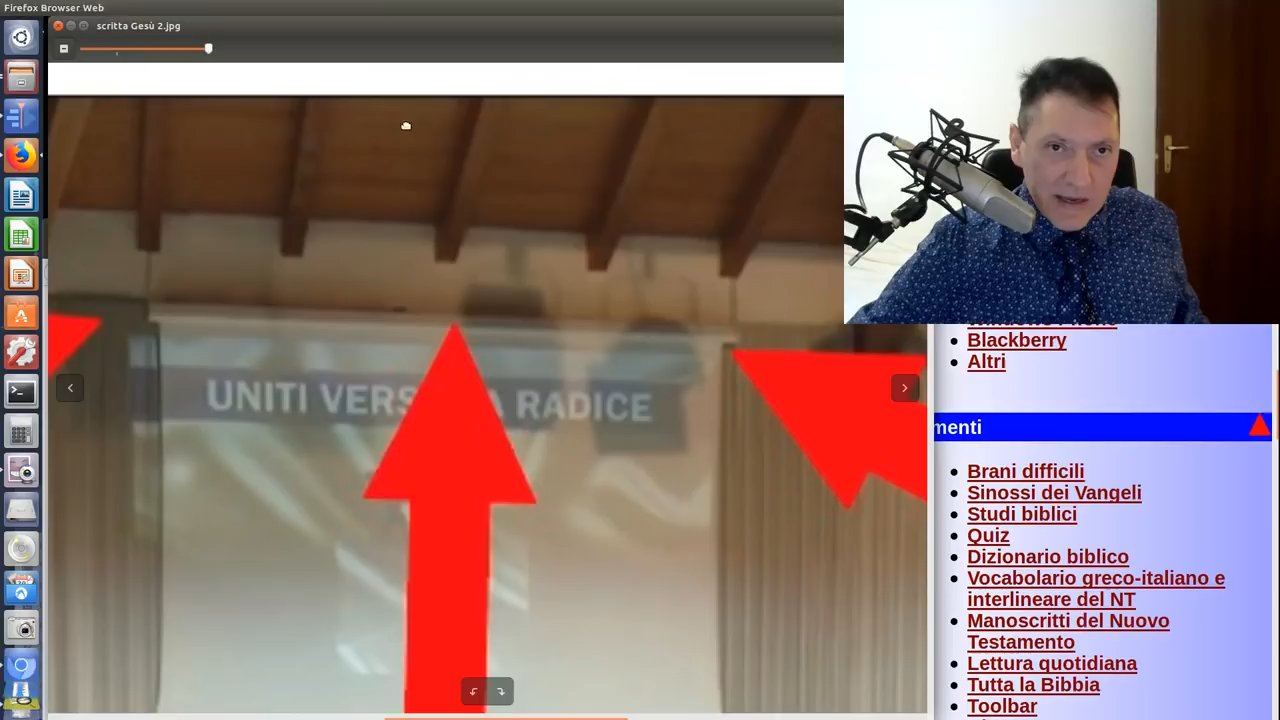 Firefox Browser Web
scritta Gesù 2.jpg
UNITI VERS A RADICE
Blackberry
Altri
menti
Brani difficili
Sinossi dei Vangeli
Studi biblici
Quiz
Dizionario biblico
Vocabolario greco-italiano e
interlineare del NT
Manoscritti del Nuovo
Testamento
Lettura quotidiana
Tutta la Bibbia
Toolbar